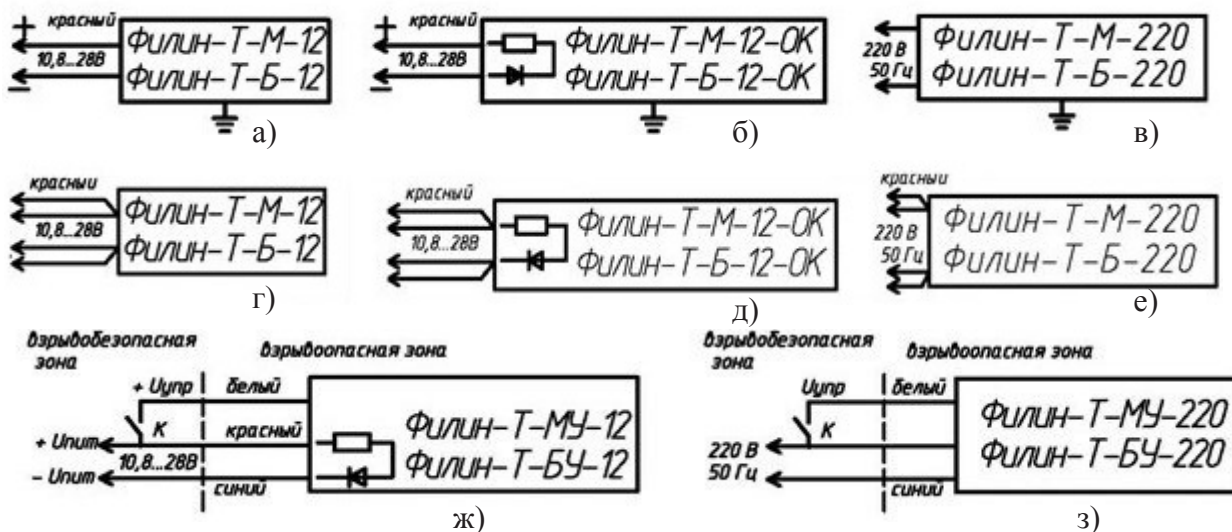 + красный
10,8...28В
−
Филин-Т-М-12
Филин-Т-Б-12
а)
+ красный
10,8...28В
−
Филин-Т-М-12-ОК
Филин-Т-Б-12-ОК
б)
220 В
50 Гц
Филин-Т-М-220
Филин-Т-Б-220
в)
красный
10,8...28В
Филин-Т-М-12
Филин-Т-Б-12
г)
красный
10,8...28В
Филин-Т-М-12-ОК
Филин-Т-Б-12-ОК
д)
красный
220 В
50 Гц
Филин-Т-М-220
Филин-Т-Б-220
е)
взрывобезопасная
зона
взрывоопасная зона
+ Uупр
белый
К
красный
+ Uпит
10,8...28В
− Uпит
синий
Филин-Т-МУ-12
Филин-Т-БУ-12
ж)
взрывобезопасная
зона
взрывоопасная зона
Uупр
белый
К
220 В
50 Гц
синий
Филин-Т-МУ-220
Филин-Т-БУ-220
з)